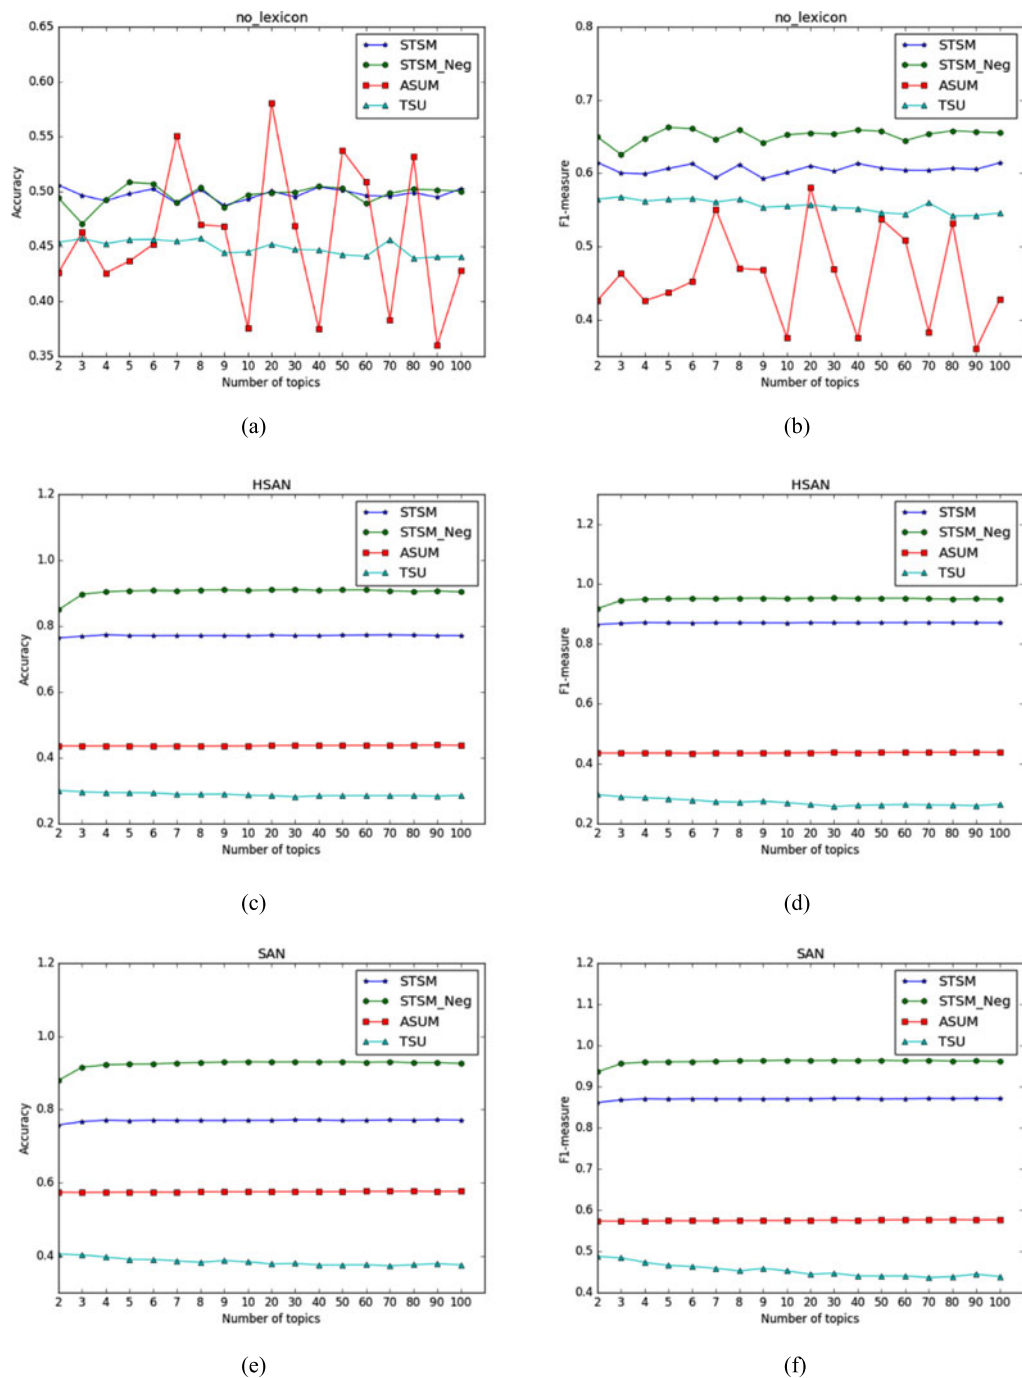 no_lexicon
0.65
0.60
0.55
0.50
0.45
0.40
0.35
Accuracy
STSM
STSM_Neg
ASUM
TSU
2 3 4 5 6 7 8 9 10 20 30 40 50 60 70 80 90 100
Number of topics
(a)
no_lexicon
0.8
0.7
0.6
0.5
0.4
F1-measure
STSM
STSM_Neg
ASUM
TSU
2 3 4 5 6 7 8 9 10 20 30 40 50 60 70 80 90 100
Number of topics
(b)
HSAN
1.2
1.0
0.8
0.6
0.4
0.2
Accuracy
STSM
STSM_Neg
ASUM
TSU
2 3 4 5 6 7 8 9 10 20 30 40 50 60 70 80 90 100
Number of topics
(c)
HSAN
1.2
1.0
0.8
0.6
0.4
0.2
F1-measure
STSM
STSM_Neg
ASUM
TSU
2 3 4 5 6 7 8 9 10 20 30 40 50 60 70 80 90 100
Number of topics
(d)
SAN
1.2
1.0
0.8
0.6
0.4
Accuracy
STSM
STSM_Neg
ASUM
TSU
2 3 4 5 6 7 8 9 10 20 30 40 50 60 70 80 90 100
Number of topics
(e)
SAN
1.2
1.1
1.0
0.9
0.8
0.7
0.6
0.5
0.4
F1-measure
STSM
STSM_Neg
ASUM
TSU
2 3 4 5 6 7 8 9 10 20 30 40 50 60 70 80 90 100
Number of topics
(f)